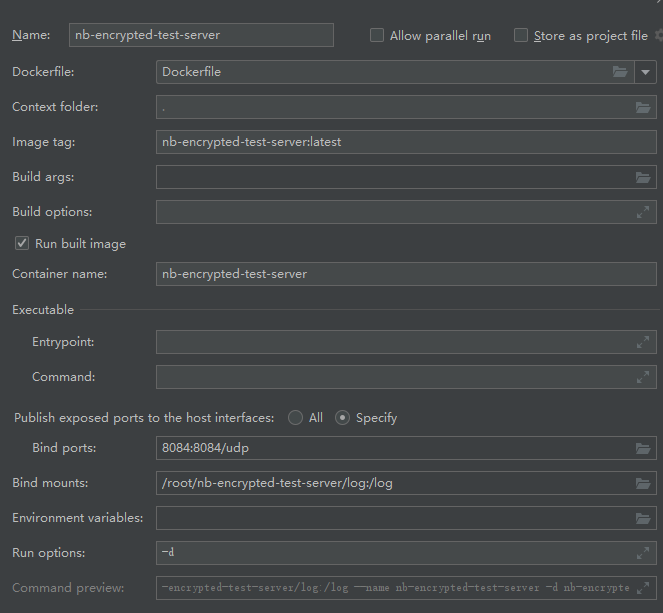 Name: nb-encrypted-test-server Allow parallel run Store as project file
Dockerfile: Dockerfile
Context folder: .
Image tag: nb-encrypted-test-server:latest
Build args:
Build options:
Run built image
Container name: nb-encrypted-test-server
Executable
Entrypoint:
Command:
Publish exposed ports to the host interfaces: All Specify
Bind ports: 8084:8084/udp
Bind mounts: /root/nb-encrypted-test-server/log:/log
Environment variables:
Run options: -d
Command preview: -encrypted-test-server/log:/log --name nb-encrypted-test-server -d nb-encrypte